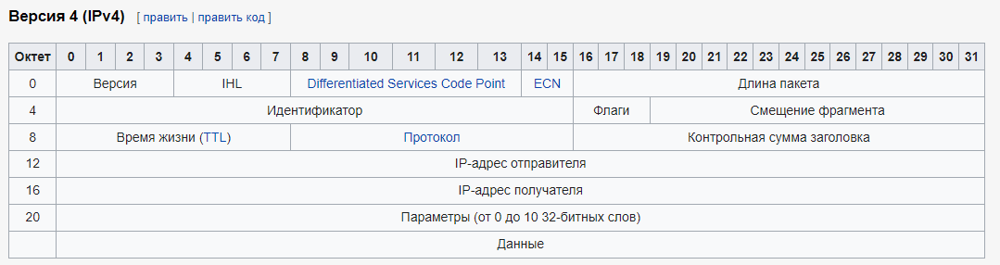 Версия 4 (IPv4) [ править | править код ]
Октет 0 1 2 3 4 5 6 7 8 9 10 11 12 13 14 15 16 17 18 19 20 21 22 23 24 25 26 27 28 29 30 31
0 Версия IHL Differentiated Services Code Point ECN Длина пакета
4 Идентификатор Флаги Смещение фрагмента
8 Время жизни (TTL) Протокол Контрольная сумма заголовка
12 IP-адрес отправителя
16 IP-адрес получателя
20 Параметры (от 0 до 10 32-битных слов)
Данные